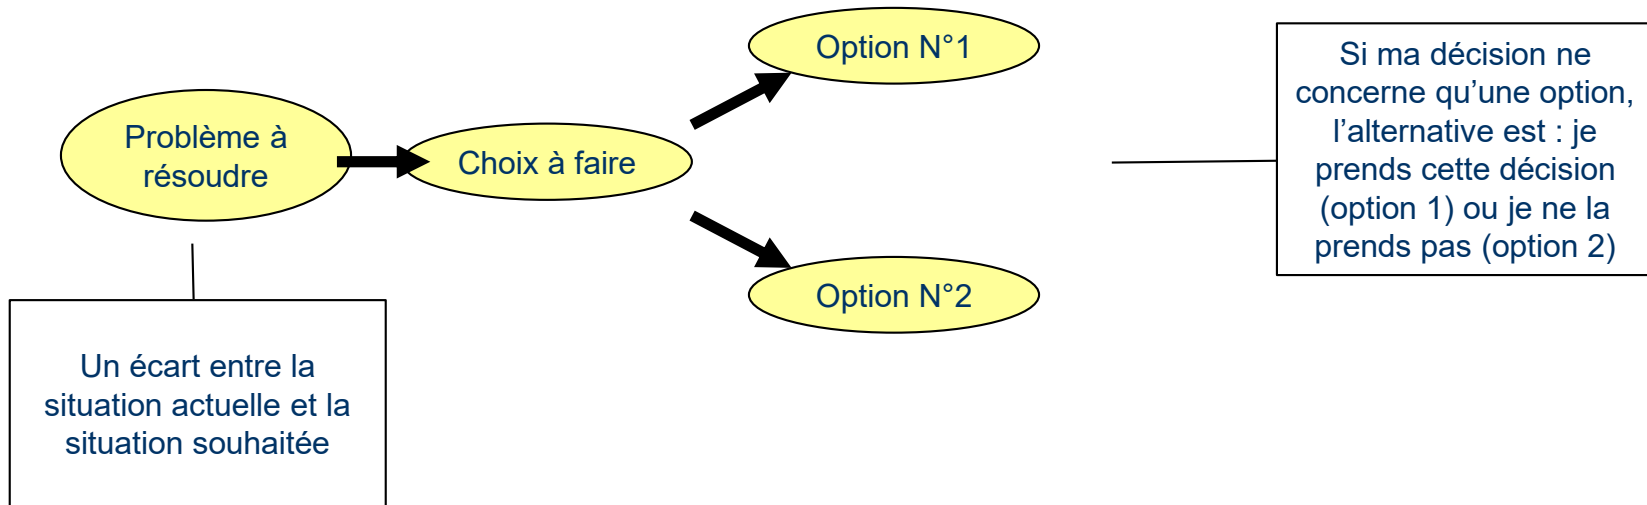 Option N°1
Problème à
résoudre
Choix à faire
Option N°2
Si ma décision ne
concerne qu’une option,
l’alternative est : je
prends cette décision
(option 1) ou je ne la
prends pas (option 2)
Un écart entre la
situation actuelle et la
situation souhaitée